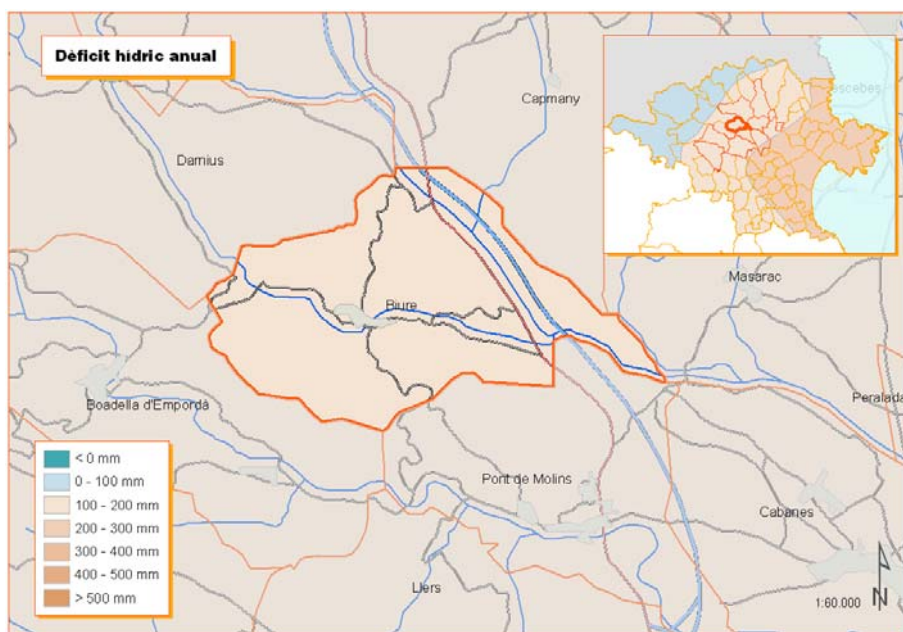 Dèficit hídric anual
Capmany
escebes
Darnius
Masarac
Biure
Boadella d'Empordà
Peralada
Pont de Molins
Cabanes
Llers
< 0 mm
0 - 100 mm
100 - 200 mm
200 - 300 mm
300 - 400 mm
400 - 500 mm
> 500 mm
1:60.000
N